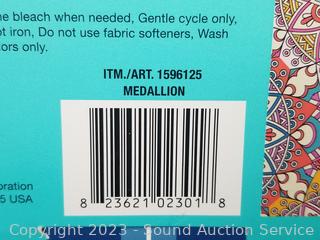 ne bleach when needed, Gentle cycle only,
ot iron, Do not use fabric softeners, Wash
ors only.
ITM./ART. 1596125
MEDALLION
8 23621 02301 8
oration
5 USA
Copyright 2023 - Sound Auction Service